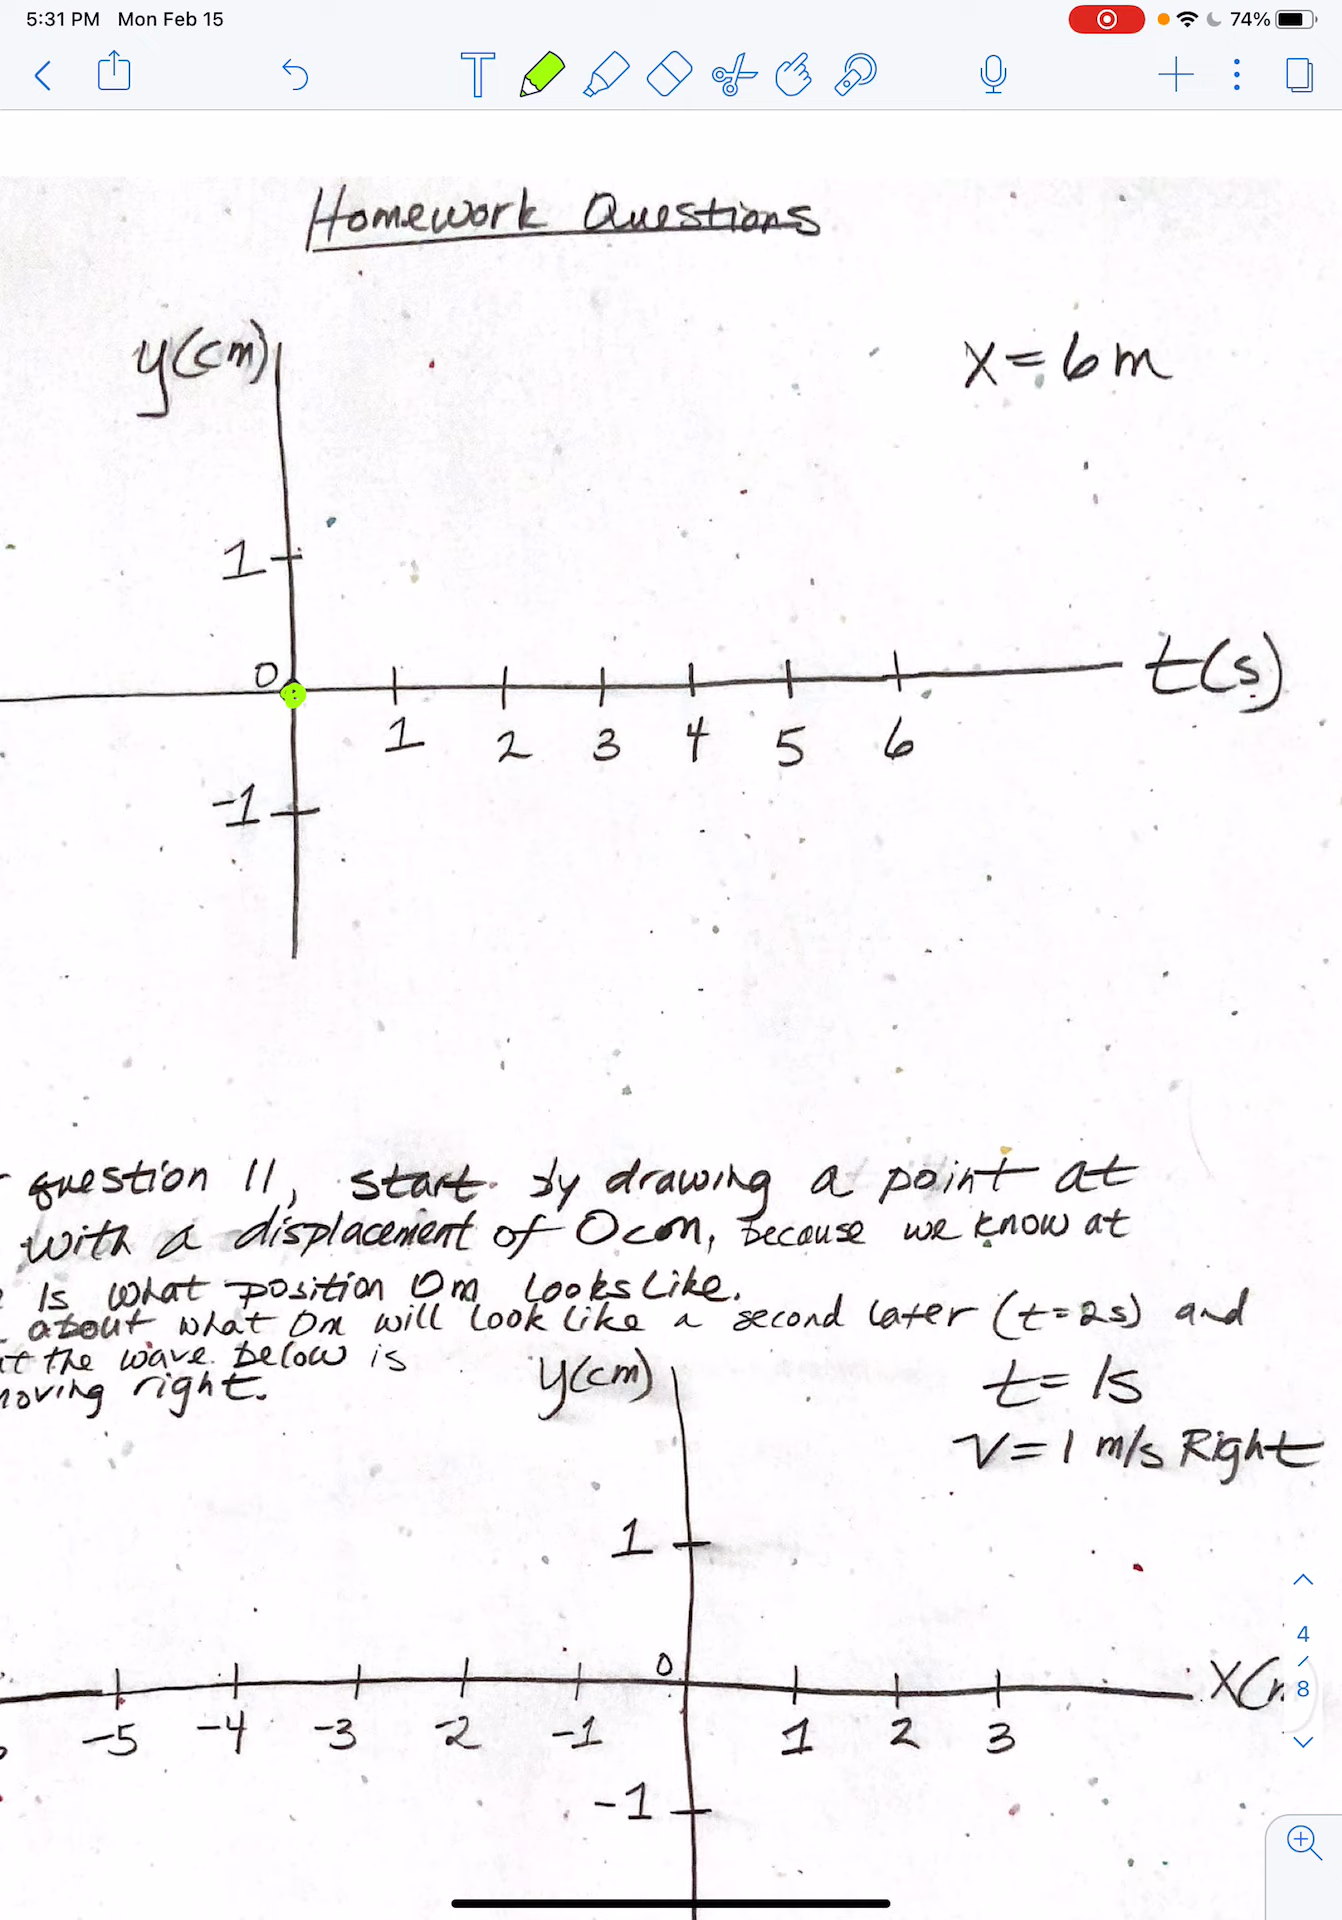 5:31 PM Mon Feb 15
74%
T
Homework Questions
y(cm)
x=6m
1
0
t(s)
1 2 3 4 5 6
-1
question 11, start by drawing a point at
with a displacement of 0cm, because we know at
is what position 0m looks like.
about what 0m will look like a second later (t=2s) and
the wave below is
moving right.
y(cm)
t=1s
v=1 m/s Right
1
0
x(
-5 -4 -3 -2 -1 1 2 3
-1
4/8